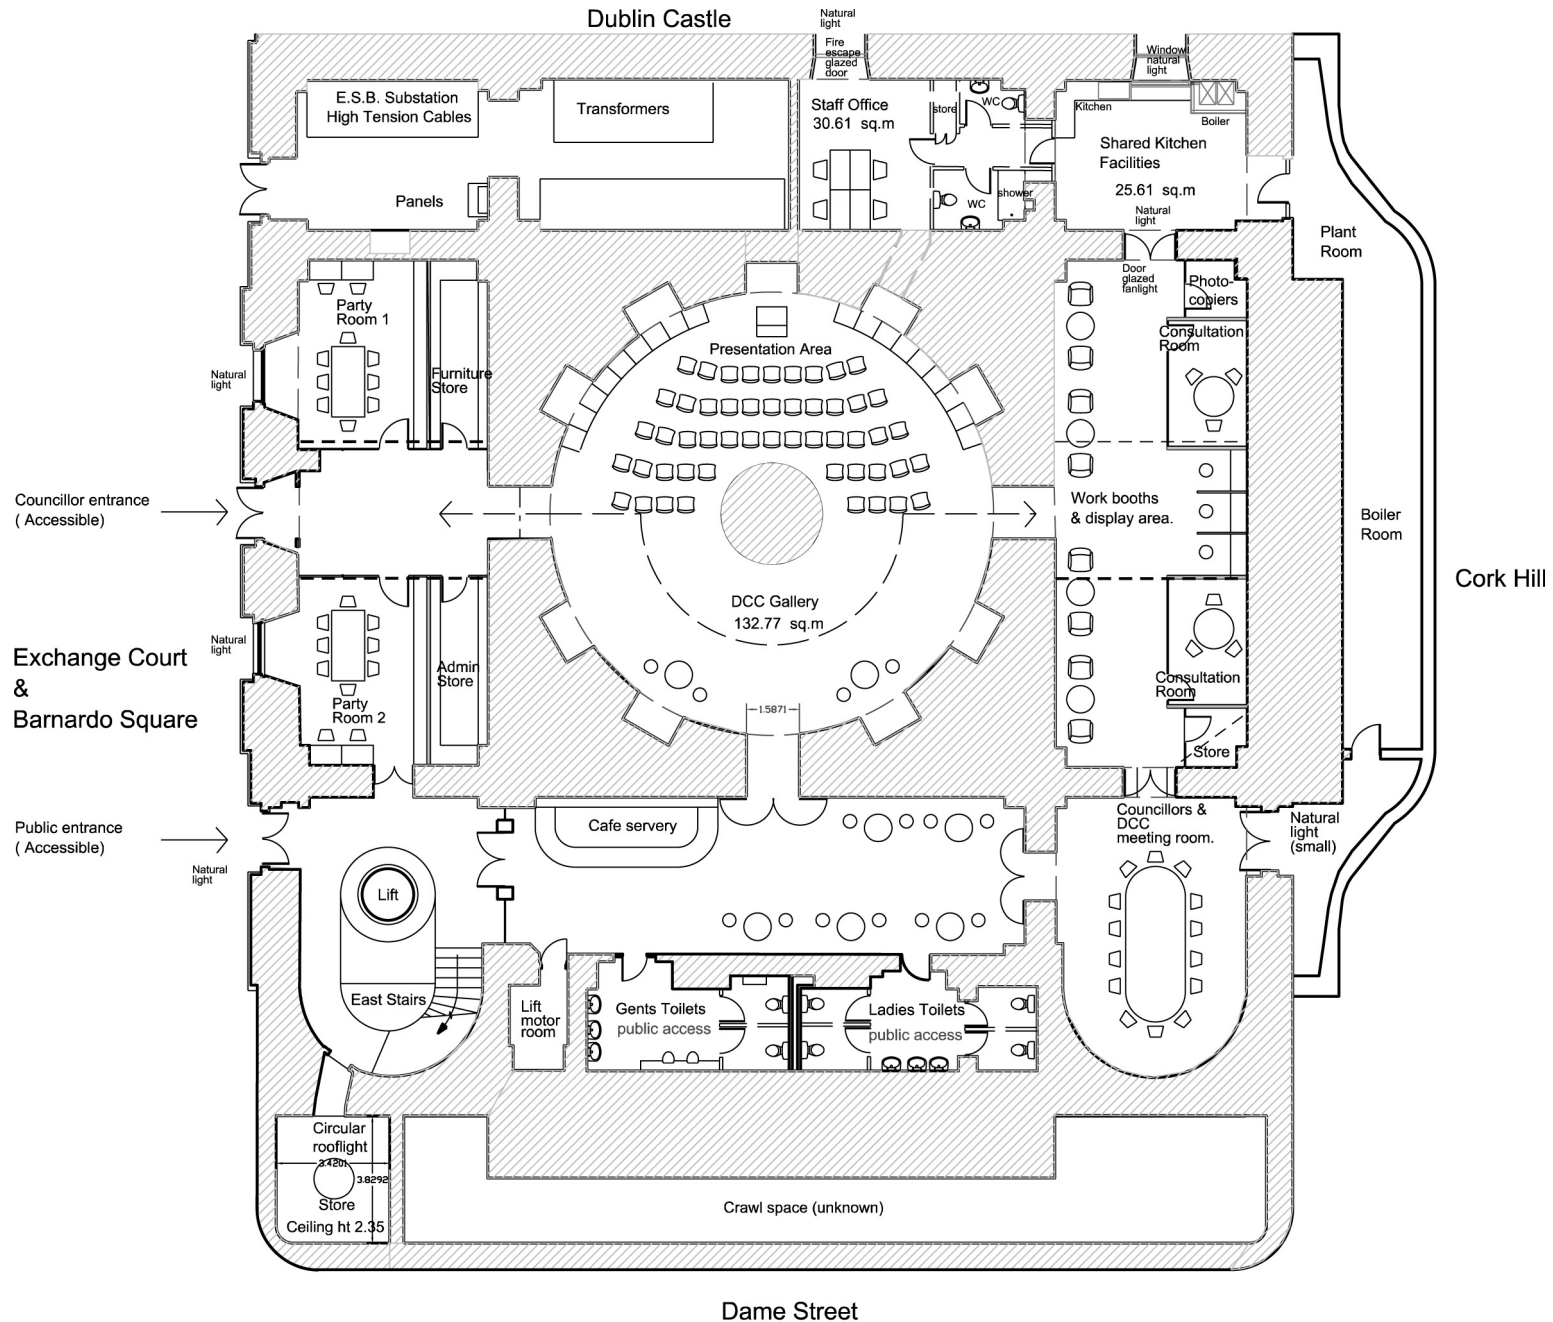 Dublin Castle
Natural
light
Fire
escape
glazed
door
Window
natural
light
E.S.B. Substation
High Tension Cables
Transformers
Staff Office
30.61 sq.m
store
WC
Kitchen
Boiler
Shared Kitchen
Facilities
25.61 sq.m
Panels
WC
shower
Natural
light
Plant
Room
Door
glazed
fanlight
Photo-
copiers
Party
Room 1
Presentation Area
Consultation
Room
Natural
light
Furniture
Store
Councillor entrance
( Accessible)
Work booths
& display area.
Boiler
Room
Cork Hill
DCC Gallery
132.77 sq.m
Natural
light
Exchange Court
&
Barnardo Square
Admin
Store
Consultation
Room
Party
Room 2
1.5871
Store
Public entrance
( Accessible)
Natural
light
Cafe servery
Councillors &
DCC
meeting room.
Natural
light
(small)
Lift
East Stairs
Lift
motor
room
Gents Toilets
public access
Ladies Toilets
public access
Circular
rooflight
3.4201
3.8292
Store
Ceiling ht 2.35
Crawl space (unknown)
Dame Street